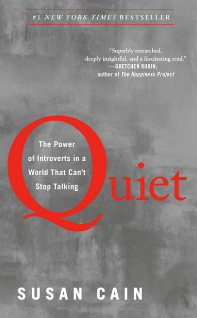 #1 NEW YORK TIMES BESTSELLER
"Superbly researched,
deeply insightful, and a fascinating read."
—GRETCHEN RUBIN,
author of The Happiness Project
The Power
of Introverts in a
World That Can't
Stop Talking
Quiet
SUSAN CAIN